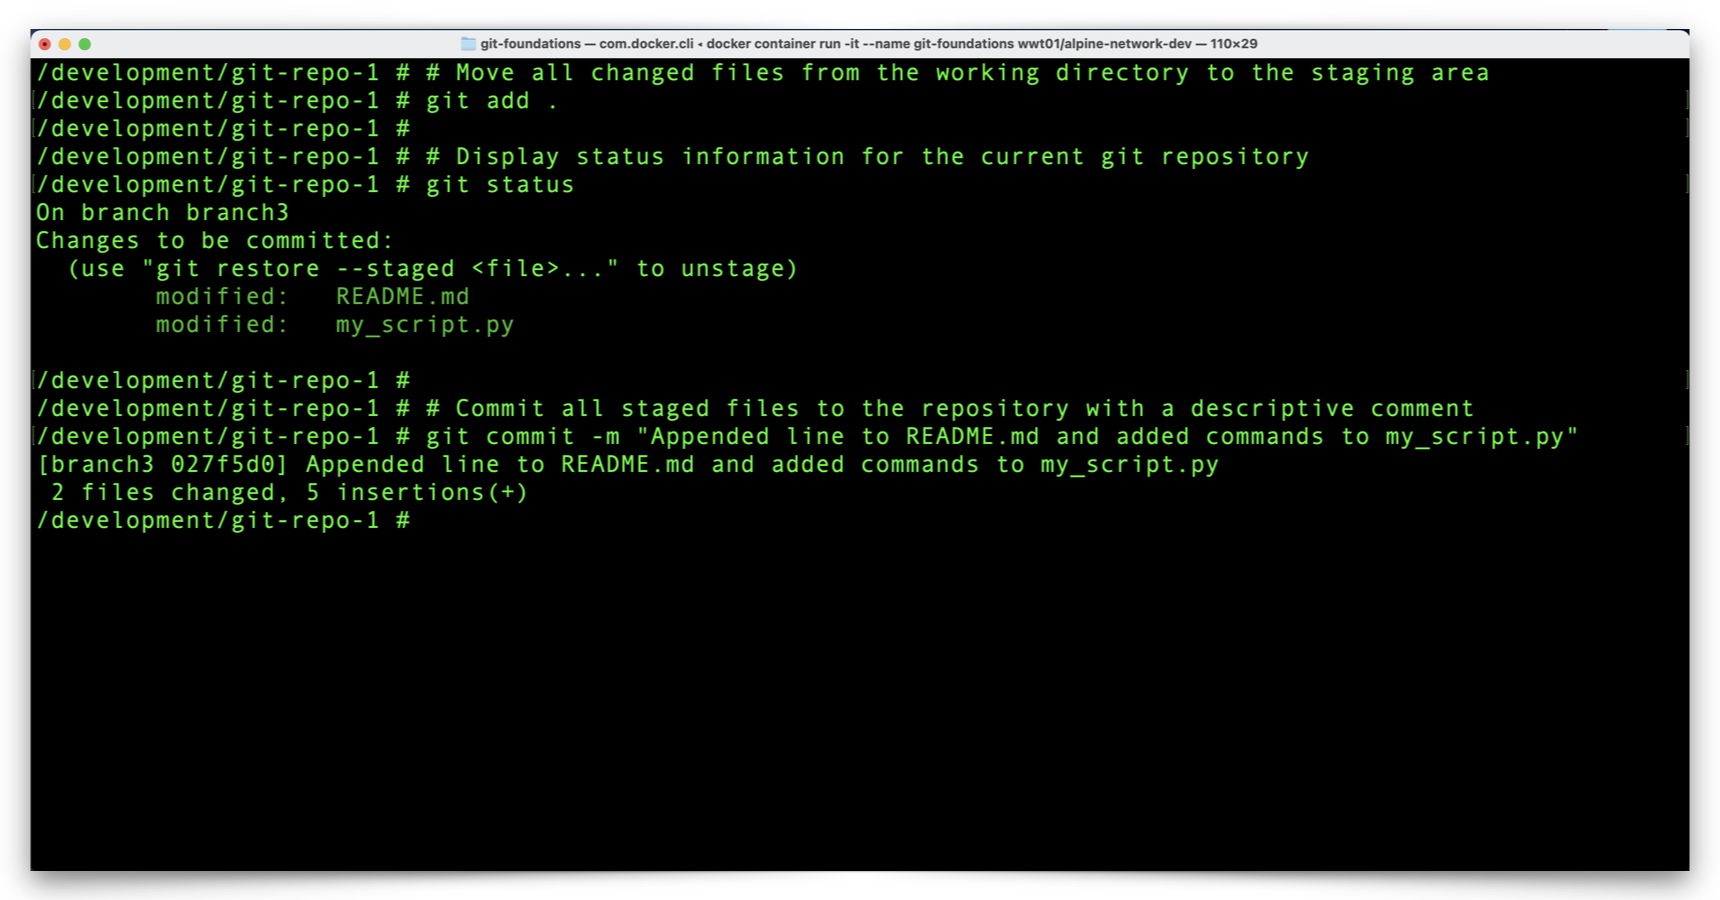 git-foundations — com.docker.cli ◂ docker container run -it --name git-foundations wwt01/alpine-network-dev — 110×29
/development/git-repo-1 # # Move all changed files from the working directory to the staging area
/development/git-repo-1 # git add .
/development/git-repo-1 #
/development/git-repo-1 # # Display status information for the current git repository
/development/git-repo-1 # git status
On branch branch3
Changes to be committed:
  (use "git restore --staged <file>..." to unstage)
        modified:   README.md
        modified:   my_script.py

/development/git-repo-1 #
/development/git-repo-1 # # Commit all staged files to the repository with a descriptive comment
/development/git-repo-1 # git commit -m "Appended line to README.md and added commands to my_script.py"
[branch3 027f5d0] Appended line to README.md and added commands to my_script.py
 2 files changed, 5 insertions(+)
/development/git-repo-1 #